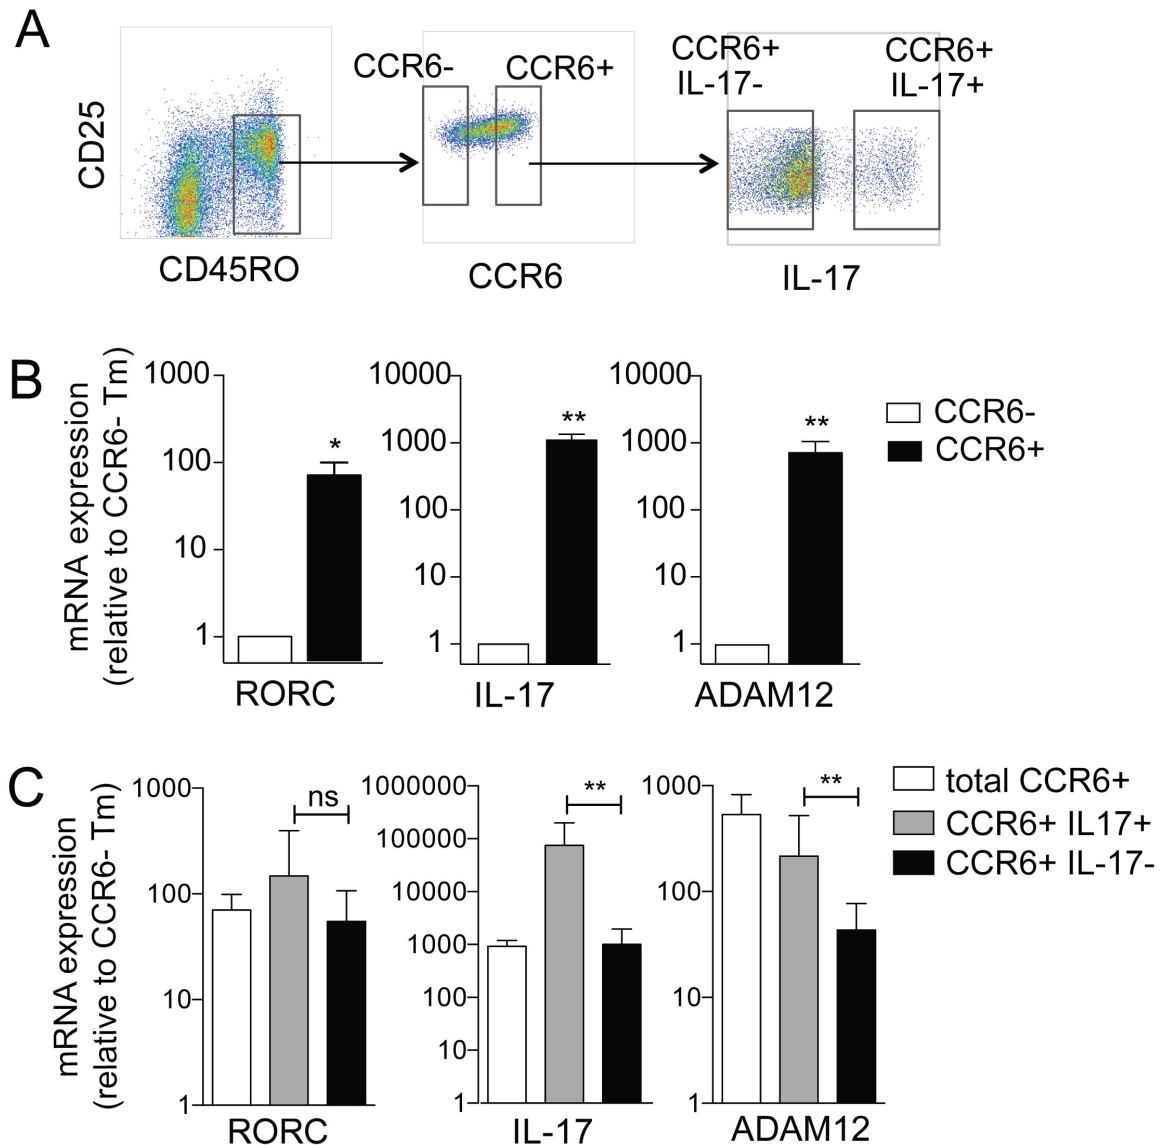 A
CD25
CD45RO
CCR6-
CCR6+
CCR6
CCR6+
IL-17-
CCR6+
IL-17+
IL-17
B
mRNA expression
(relative to CCR6- Tm)
1000
100
10
1
*
RORC
10000
1000
100
10
1
**
IL-17
10000
1000
100
10
1
**
ADAM12
CCR6-
CCR6+
C
mRNA expression
(relative to CCR6- Tm)
1000
100
10
1
ns
RORC
1000000
100000
10000
1000
100
10
1
**
IL-17
1000
100
10
1
**
ADAM12
total CCR6+
CCR6+ IL17+
CCR6+ IL-17-